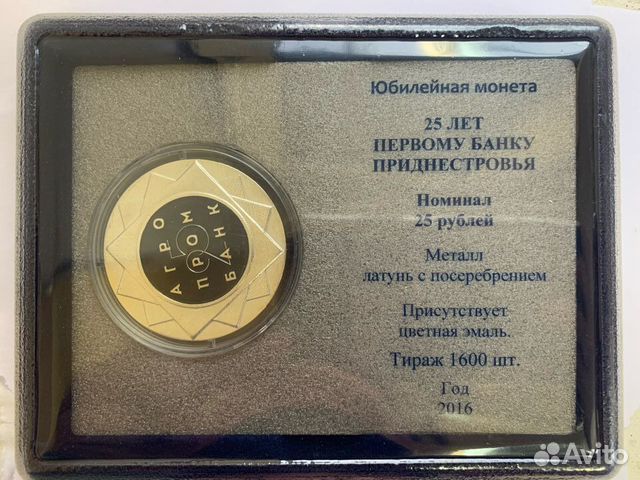 Юбилейная монета
25 ЛЕТ
ПЕРВОМУ БАНКУ
ПРИДНЕСТРОВЬЯ
Номинал
25 рублей
Металл
латунь с посеребрением
Присутствует
цветная эмаль.
Тираж 1600 шт.
Год
2016
АГРО
ПРОМ
БАНК
Avito